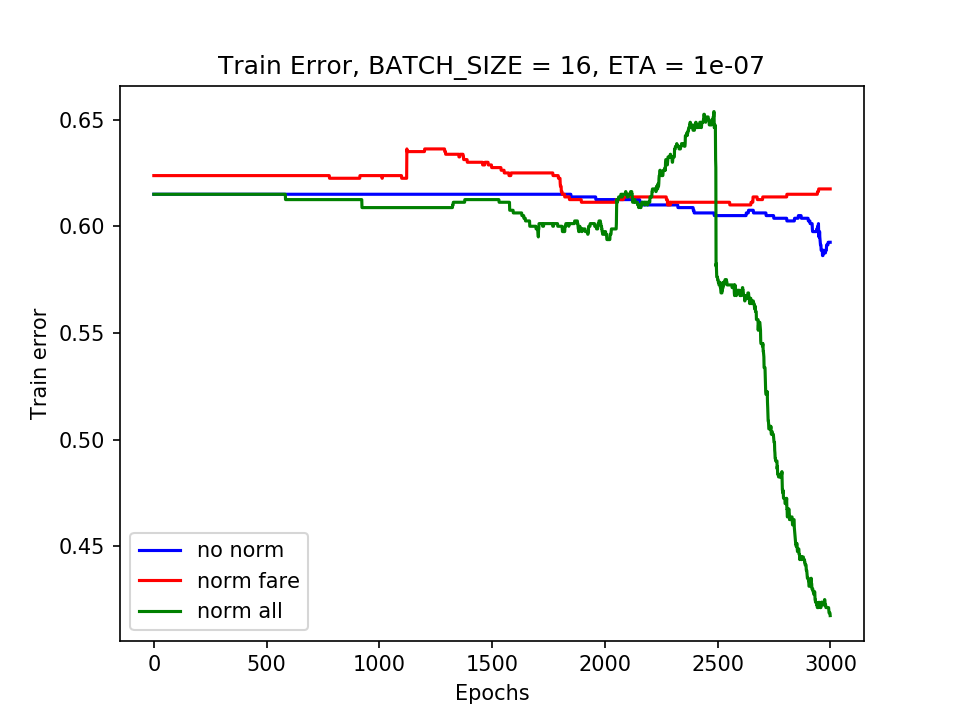 Train Error, BATCH_SIZE = 16, ETA = 1e-07
0.65
0.60
0.55
0.50
0.45
Train error
no norm
norm fare
norm all
0 500 1000 1500 2000 2500 3000
Epochs